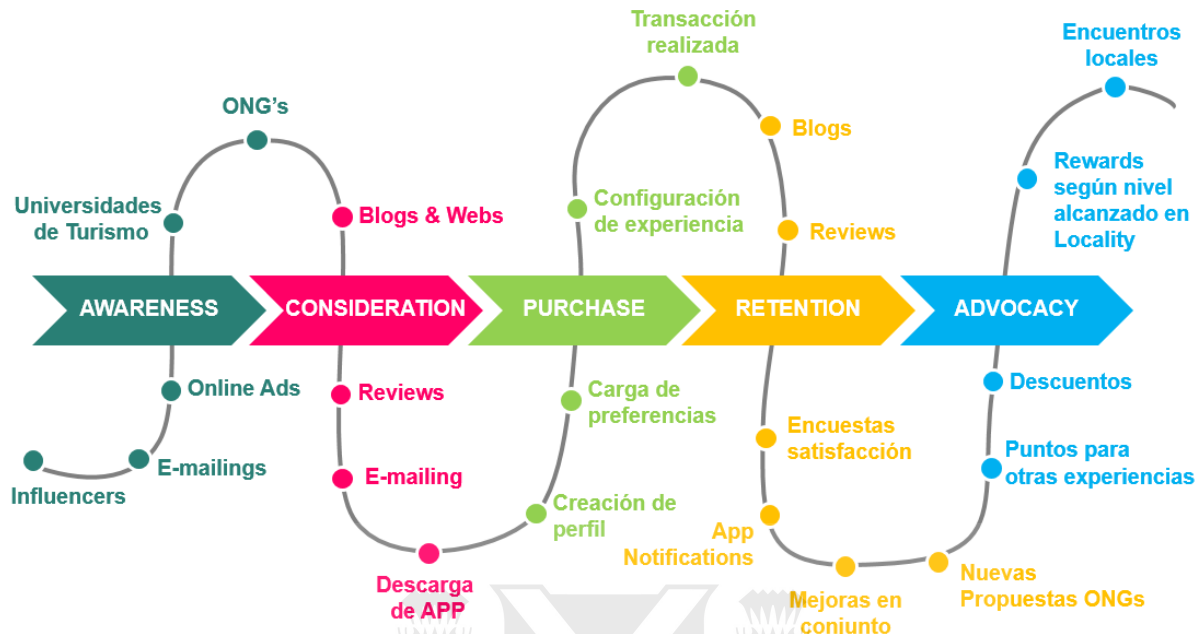 Transacción
realizada
Encuentros
locales
ONG's
Blogs
Universidades
de Turismo
Blogs & Webs
Configuración
de experiencia
Reviews
Rewards
según nivel
alcanzado en
Locality
AWARENESS
CONSIDERATION
PURCHASE
RETENTION
ADVOCACY
Online Ads
Reviews
Carga de
preferencias
Descuentos
Encuestas
satisfacción
Puntos para
otras experiencias
Influencers
E-mailings
E-mailing
Creación de
perfil
App
Notifications
Descarga
de APP
Mejoras en
conjunto
Nuevas
Propuestas ONGs